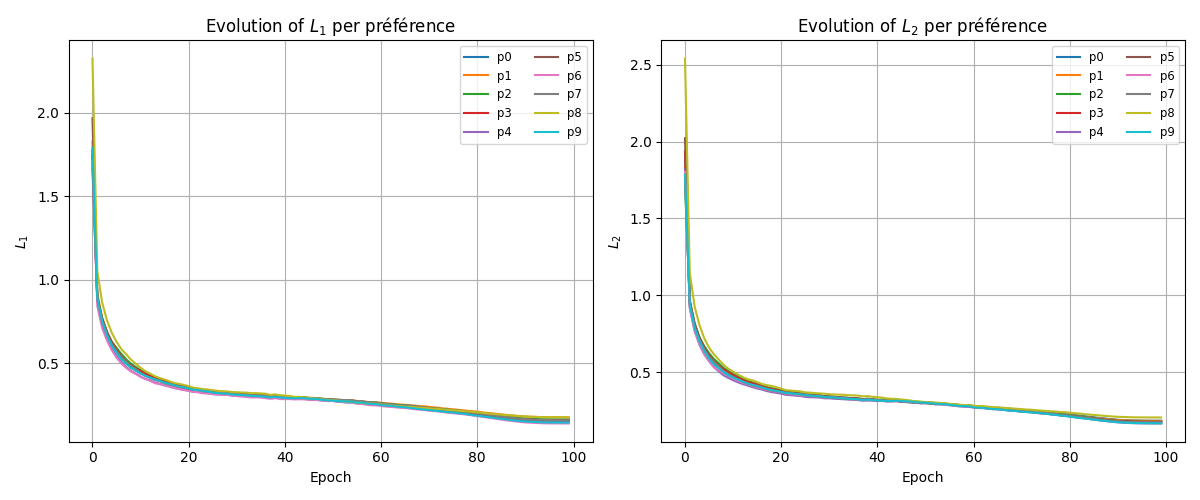 Evolution of L₁ per préférence
2.0
1.5
1.0
0.5
L₁
0 20 40 60 80 100
Epoch
p0 p5
p1 p6
p2 p7
p3 p8
p4 p9
Evolution of L₂ per préférence
2.5
2.0
1.5
1.0
0.5
L₂
0 20 40 60 80 100
Epoch
p0 p5
p1 p6
p2 p7
p3 p8
p4 p9